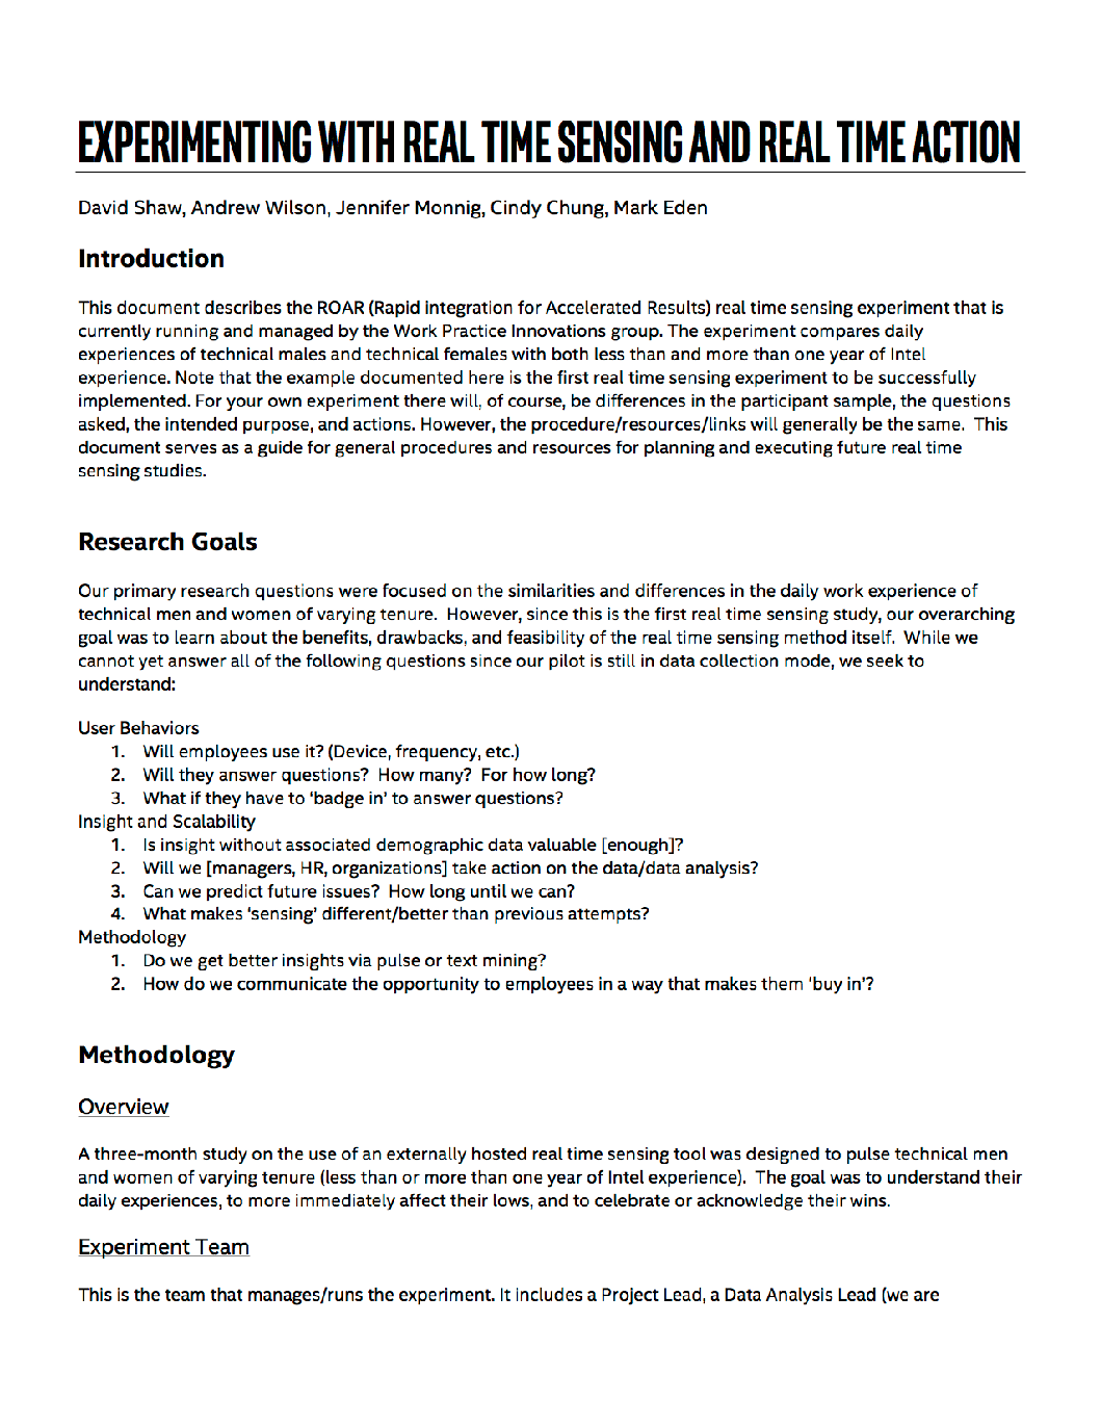 EXPERIMENTING WITH REAL TIME SENSING AND REAL TIME ACTION
David Shaw, Andrew Wilson, Jennifer Monnig, Cindy Chung, Mark Eden
Introduction
This document describes the ROAR (Rapid integration for Accelerated Results) real time sensing experiment that is
currently running and managed by the Work Practice Innovations group. The experiment compares daily
experiences of technical males and technical females with both less than and more than one year of Intel
experience. Note that the example documented here is the first real time sensing experiment to be successfully
implemented. For your own experiment there will, of course, be differences in the participant sample, the questions
asked, the intended purpose, and actions. However, the procedure/resources/links will generally be the same.  This
document serves as a guide for general procedures and resources for planning and executing future real time
sensing studies.
Research Goals
Our primary research questions were focused on the similarities and differences in the daily work experience of
technical men and women of varying tenure.  However, since this is the first real time sensing study, our overarching
goal was to learn about the benefits, drawbacks, and feasibility of the real time sensing method itself.  While we
cannot yet answer all of the following questions since our pilot is still in data collection mode, we seek to
understand:
User Behaviors
1. Will employees use it? (Device, frequency, etc.)
2. Will they answer questions?  How many?  For how long?
3. What if they have to ‘badge in’ to answer questions?
Insight and Scalability
1. Is insight without associated demographic data valuable [enough]?
2. Will we [managers, HR, organizations] take action on the data/data analysis?
3. Can we predict future issues?  How long until we can?
4. What makes ‘sensing’ different/better than previous attempts?
Methodology
1. Do we get better insights via pulse or text mining?
2. How do we communicate the opportunity to employees in a way that makes them ‘buy in’?
Methodology
Overview
A three-month study on the use of an externally hosted real time sensing tool was designed to pulse technical men
and women of varying tenure (less than or more than one year of Intel experience).  The goal was to understand their
daily experiences, to more immediately affect their lows, and to celebrate or acknowledge their wins.
Experiment Team
This is the team that manages/runs the experiment. It includes a Project Lead, a Data Analysis Lead (we are